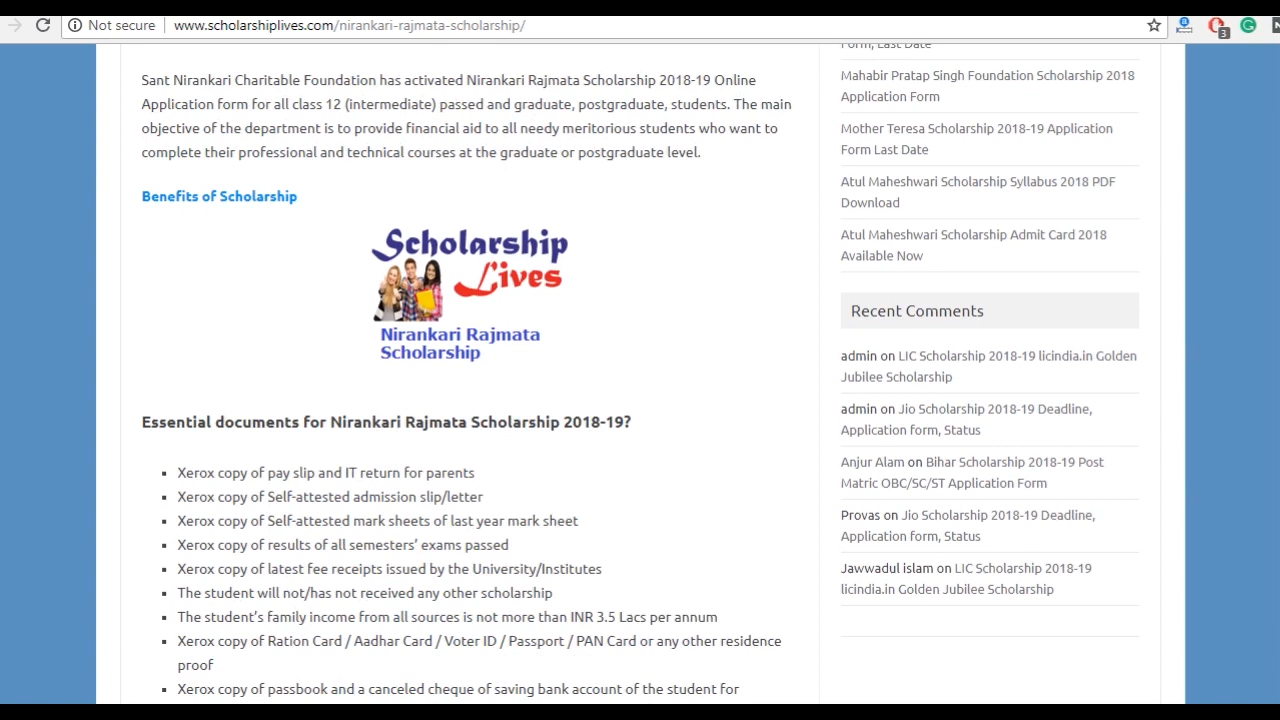 Not secure
www.scholarshiplives.com/nirankari-rajmata-scholarship/
3
Sant Nirankari Charitable Foundation has activated Nirankari Rajmata Scholarship 2018-19 Online
Application form for all class 12 (intermediate) passed and graduate, postgraduate, students. The main
objective of the department is to provide financial aid to all needy meritorious students who want to
complete their professional and technical courses at the graduate or postgraduate level.
Benefits of Scholarship
Scholarship
Lives
Nirankari Rajmata
Scholarship
Essential documents for Nirankari Rajmata Scholarship 2018-19?
Xerox copy of pay slip and IT return for parents
Xerox copy of Self-attested admission slip/letter
Xerox copy of Self-attested mark sheets of last year mark sheet
Xerox copy of results of all semesters’ exams passed
Xerox copy of latest fee receipts issued by the University/Institutes
The student will not/has not received any other scholarship
The student’s family income from all sources is not more than INR 3.5 Lacs per annum
Xerox copy of Ration Card / Aadhar Card / Voter ID / Passport / PAN Card or any other residence
proof
Xerox copy of passbook and a canceled cheque of saving bank account of the student for
Form, Last Date
Mahabir Pratap Singh Foundation Scholarship 2018
Application Form
Mother Teresa Scholarship 2018-19 Application
Form Last Date
Atul Maheshwari Scholarship Syllabus 2018 PDF
Download
Atul Maheshwari Scholarship Admit Card 2018
Available Now
Recent Comments
admin on LIC Scholarship 2018-19 licindia.in Golden
Jubilee Scholarship
admin on Jio Scholarship 2018-19 Deadline,
Application form, Status
Anjur Alam on Bihar Scholarship 2018-19 Post
Matric OBC/SC/ST Application Form
Provas on Jio Scholarship 2018-19 Deadline,
Application form, Status
Jawwadul islam on LIC Scholarship 2018-19
licindia.in Golden Jubilee Scholarship